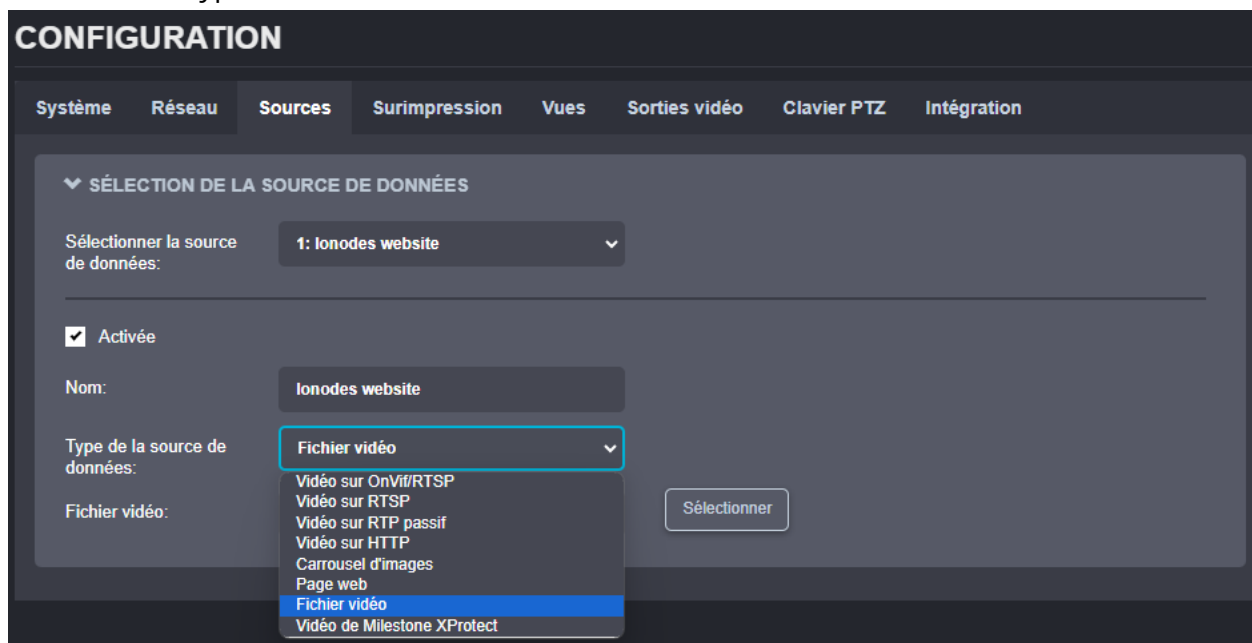 CONFIGURATION
Système Réseau Sources Surimpression Vues Sorties vidéo Clavier PTZ Intégration
SÉLECTION DE LA SOURCE DE DONNÉES
Sélectionner la source
de données:
1: Ionodes website
Activée
Nom:
Ionodes website
Type de la source de
données:
Fichier vidéo
Vidéo sur OnVif/RTSP
Vidéo sur RTSP
Vidéo sur RTP passif
Vidéo sur HTTP
Carrousel d'images
Page web
Fichier vidéo
Vidéo de Milestone XProtect
Fichier vidéo:
Sélectionner